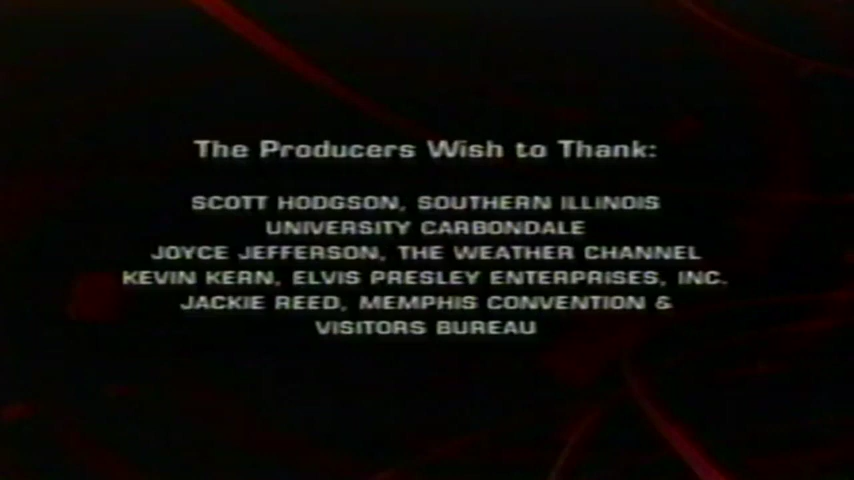 The Producers Wish to Thank:
SCOTT HODGSON, SOUTHERN ILLINOIS
UNIVERSITY CARBONDALE
JOYCE JEFFERSON, THE WEATHER CHANNEL
KEVIN KERN, ELVIS PRESLEY ENTERPRISES, INC.
JACKIE REED, MEMPHIS CONVENTION &
VISITORS BUREAU